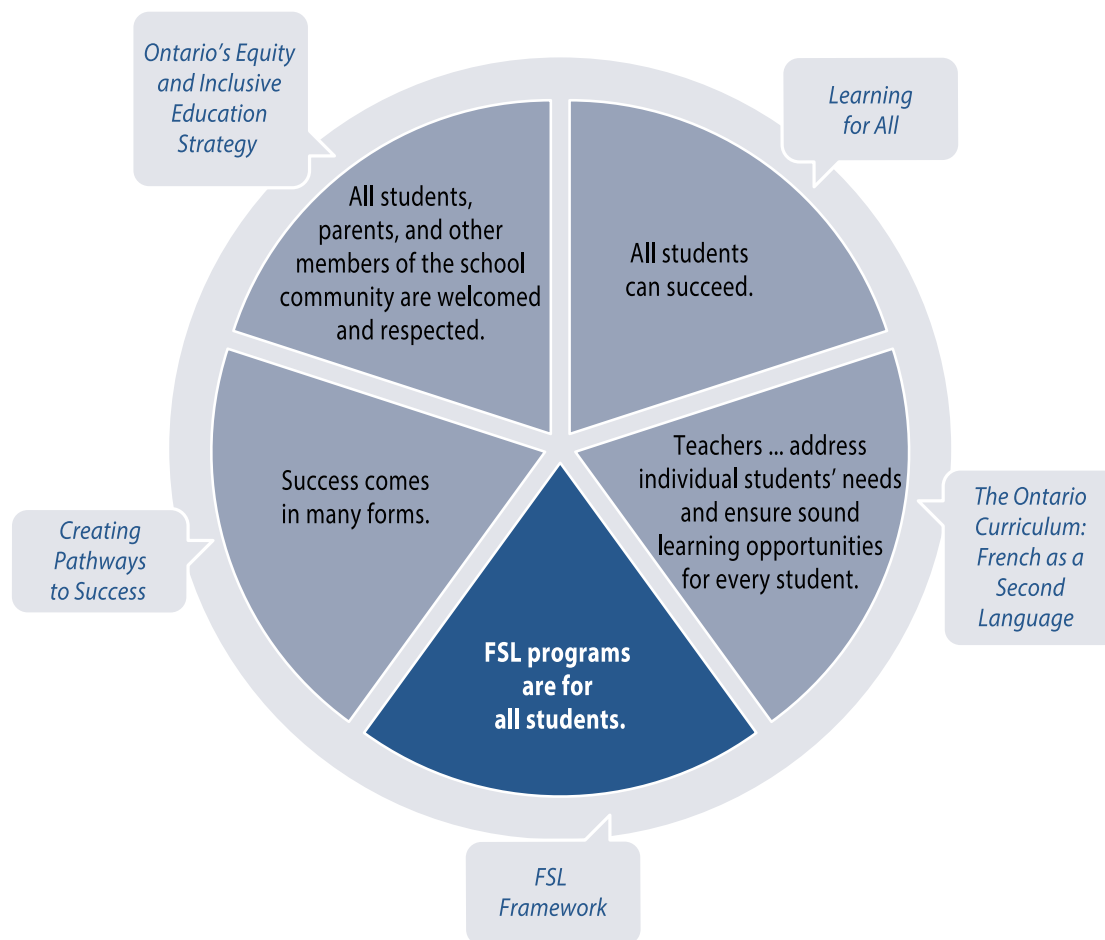 Ontario’s Equity
and Inclusive
Education
Strategy
Learning
for All
All students,
parents, and other
members of the school
community are welcomed
and respected.
All students
can succeed.
Teachers ... address
individual students’ needs
and ensure sound
learning opportunities
for every student.
Success comes
in many forms.
The Ontario
Curriculum:
French as a
Second
Language
Creating
Pathways
to Success
FSL programs
are for
all students.
FSL
Framework